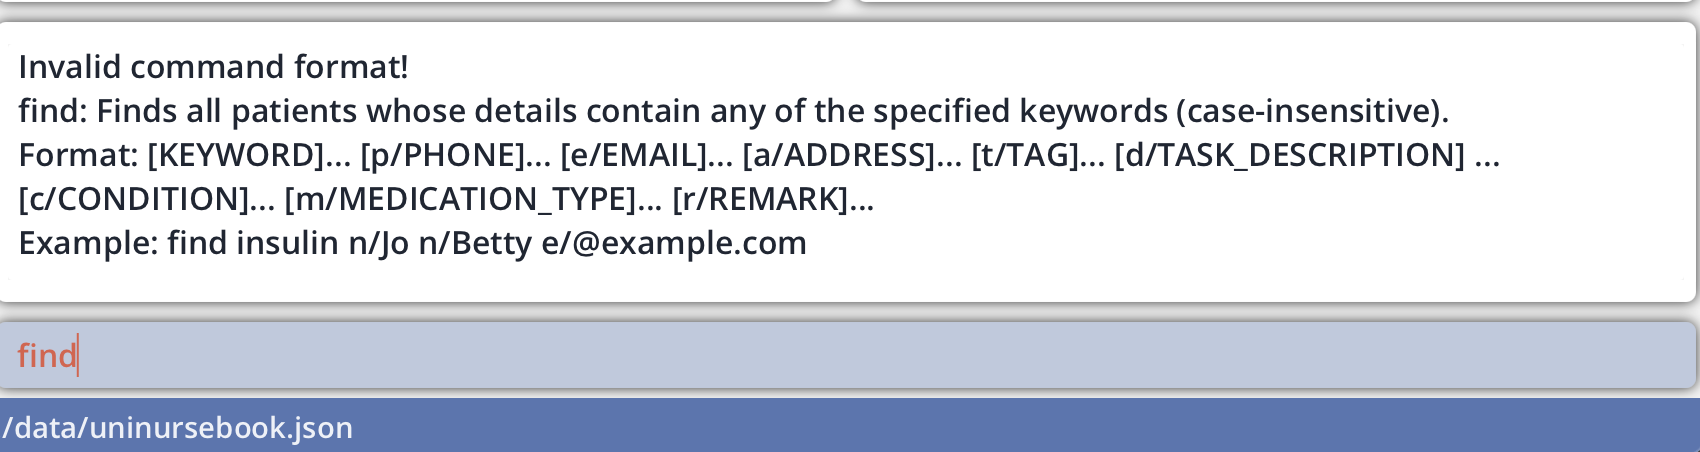 Invalid command format!
find: Finds all patients whose details contain any of the specified keywords (case-insensitive).
Format: [KEYWORD]... [p/PHONE]... [e/EMAIL]... [a/ADDRESS]... [t/TAG]... [d/TASK_DESCRIPTION] ...
[c/CONDITION]... [m/MEDICATION_TYPE]... [r/REMARK]...
Example: find insulin n/Jo n/Betty e/@example.com
find
/data/uninursebook.json